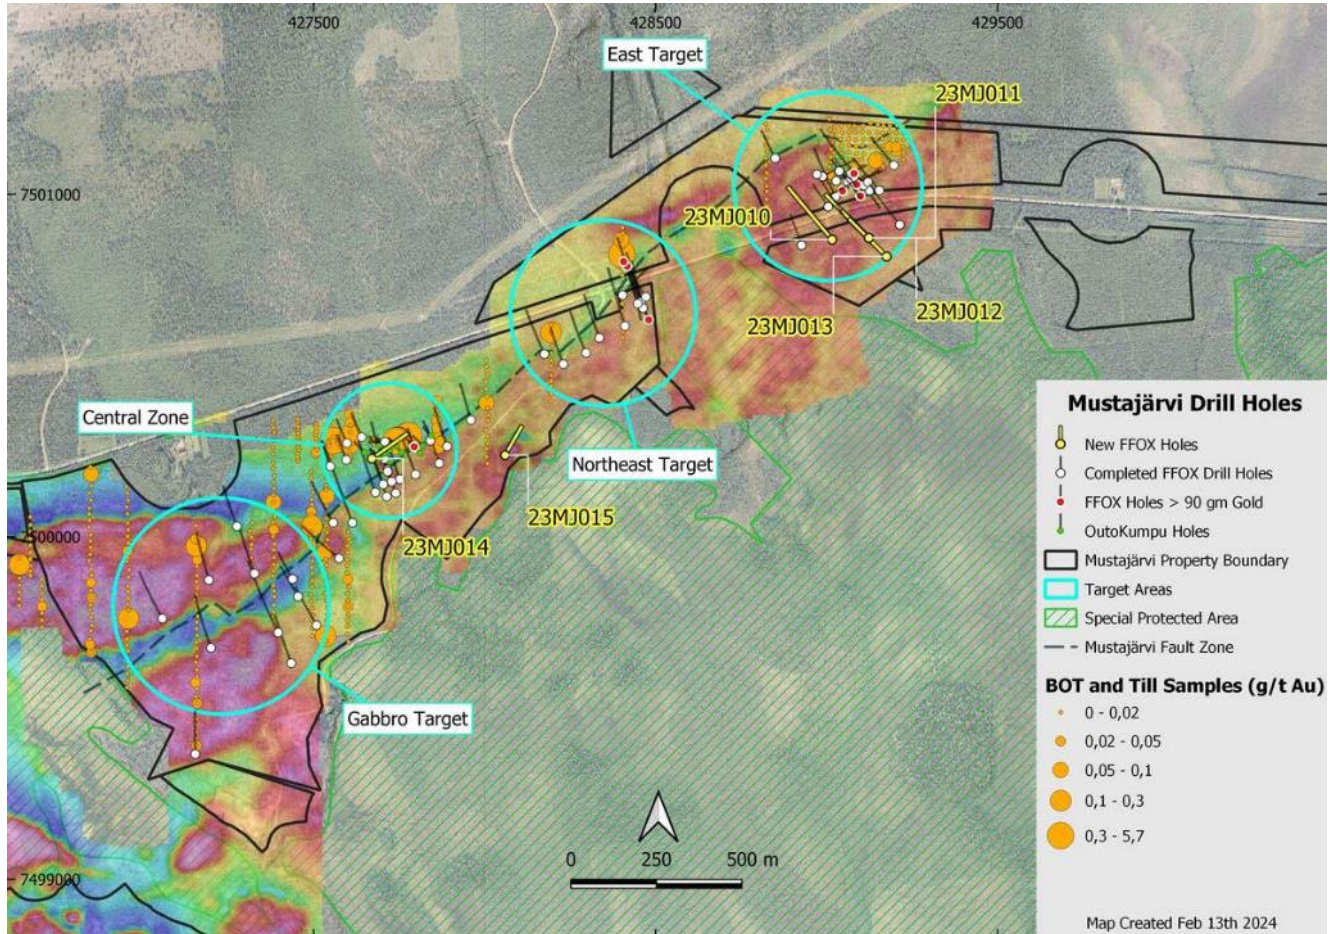 427500
428500
429500
East Target
23MJ011
7501000
23MJ010
23MJ013
23MJ012
Central Zone
Northeast Target
23MJ015
7500000
23MJ014
Gabbro Target
7499000
0 250 500 m
Mustajärvi Drill Holes
New FFOX Holes
Completed FFOX Drill Holes
FFOX Holes > 90 gm Gold
OutoKumpu Holes
Mustajärvi Property Boundary
Target Areas
Special Protected Area
Mustajärvi Fault Zone
BOT and Till Samples (g/t Au)
0 - 0,02
0,02 - 0,05
0,05 - 0,1
0,1 - 0,3
0,3 - 5,7
Map Created Feb 13th 2024